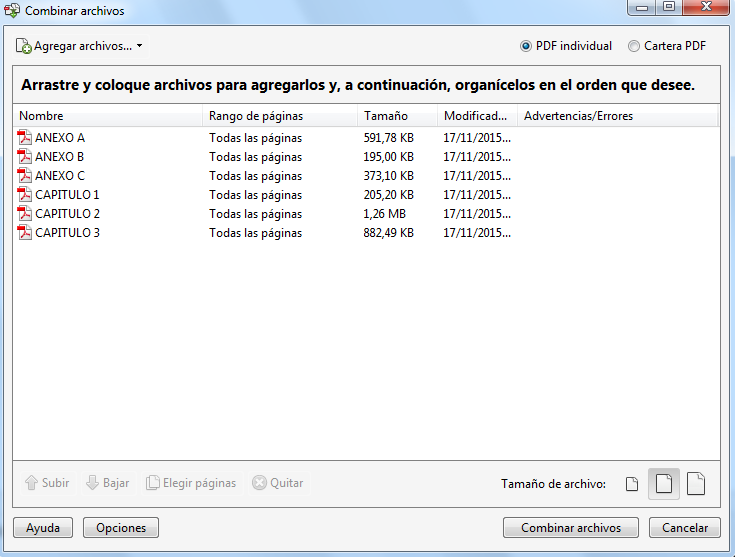 Combinar archivos
Agregar archivos... PDF individual Cartera PDF
Arrastre y coloque archivos para agregarlos y, a continuación, organícelos en el orden que desee.
Nombre Rango de páginas Tamaño Modificad... Advertencias/Errores
ANEXO A Todas las páginas 591,78 KB 17/11/2015...
ANEXO B Todas las páginas 195,00 KB 17/11/2015...
ANEXO C Todas las páginas 373,10 KB 17/11/2015...
CAPITULO 1 Todas las páginas 205,20 KB 17/11/2015...
CAPITULO 2 Todas las páginas 1,26 MB 17/11/2015...
CAPITULO 3 Todas las páginas 882,49 KB 17/11/2015...
Subir Bajar Elegir páginas Quitar Tamaño de archivo:
Ayuda Opciones Combinar archivos Cancelar